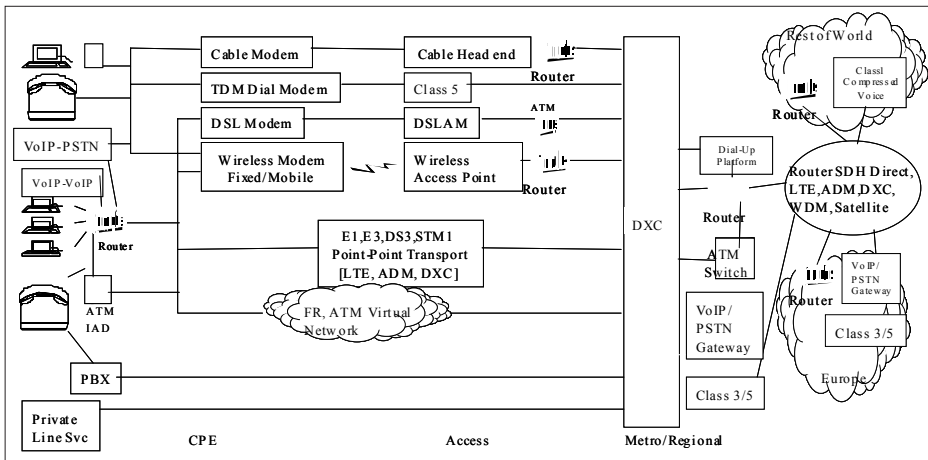 Cable Modem
Cable Head end
Router
TDM Dial Modem
Class 5
DSL Modem
DSLAM
ATM
VoIP-PSTN
Wireless Modem
Fixed/Mobile
Wireless
Access Point
Router
VoIP-VoIP
Router
E1,E3,DS3,STM1
Point-Point Transport
[LTE, ADM, DXC]
ATM
IAD
FR, ATM Virtual
Network
PBX
Private
Line Svc
CPE
Access
Metro/Regional
DXC
Dial-Up
Platform
Router
ATM
Switch
VoIP/
PSTN
Gateway
Class 3/5
Rest of World
Classl
Compressed
Voice
Router
Router SDH Direct,
LTE,ADM,DXC,
WDM, Satellite
VoIP/
PSTN
Gateway
Router
Class 3/5
Europe